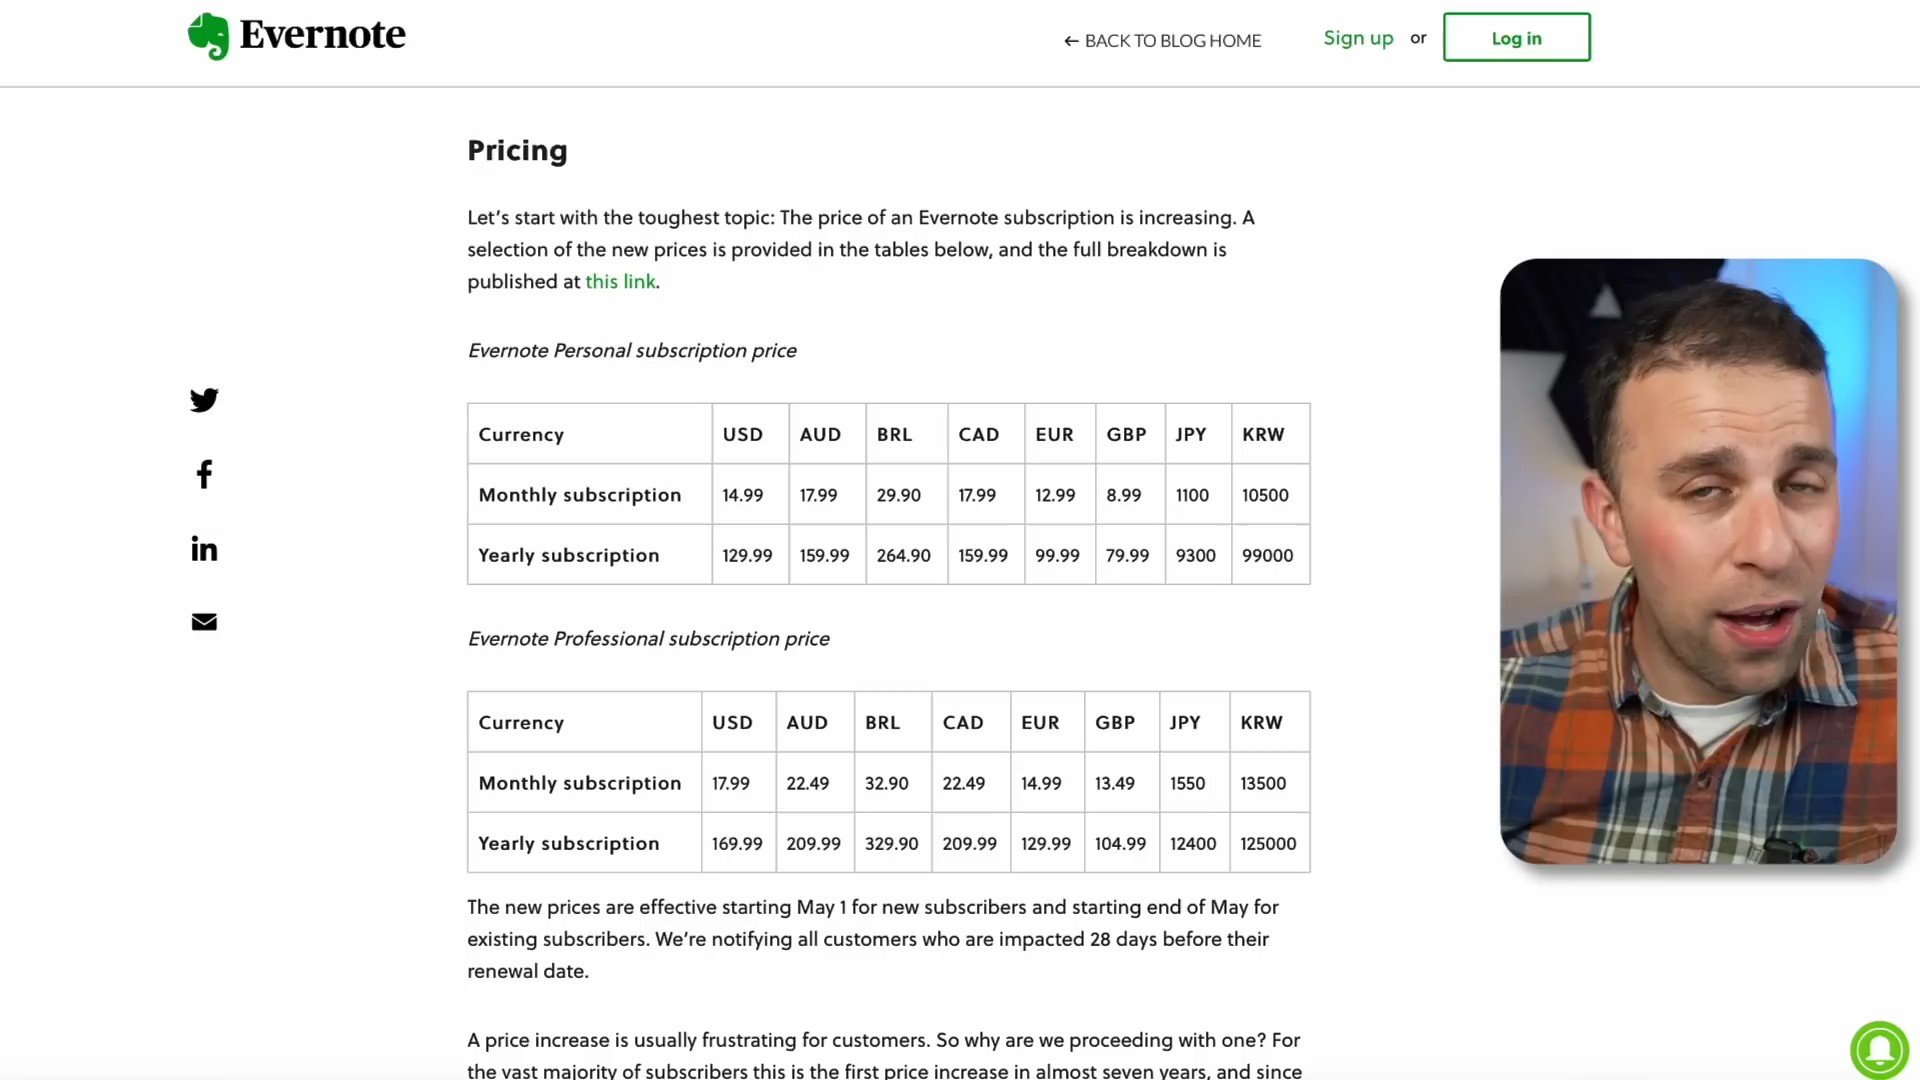 Evernote
← BACK TO BLOG HOME
Sign up or
Log in
Pricing
Let's start with the toughest topic: The price of an Evernote subscription is increasing. A
selection of the new prices is provided in the tables below, and the full breakdown is
published at this link.
Evernote Personal subscription price
Currency USD AUD BRL CAD EUR GBP JPY KRW
Monthly subscription 14.99 17.99 29.90 17.99 12.99 8.99 1100 10500
Yearly subscription 129.99 159.99 264.90 159.99 99.99 79.99 9300 99000
Evernote Professional subscription price
Currency USD AUD BRL CAD EUR GBP JPY KRW
Monthly subscription 17.99 22.49 32.90 22.49 14.99 13.49 1550 13500
Yearly subscription 169.99 209.99 329.90 209.99 129.99 104.99 12400 125000
The new prices are effective starting May 1 for new subscribers and starting end of May for
existing subscribers. We're notifying all customers who are impacted 28 days before their
renewal date.
A price increase is usually frustrating for customers. So why are we proceeding with one? For
the vast majority of subscribers this is the first price increase in almost seven years, and since